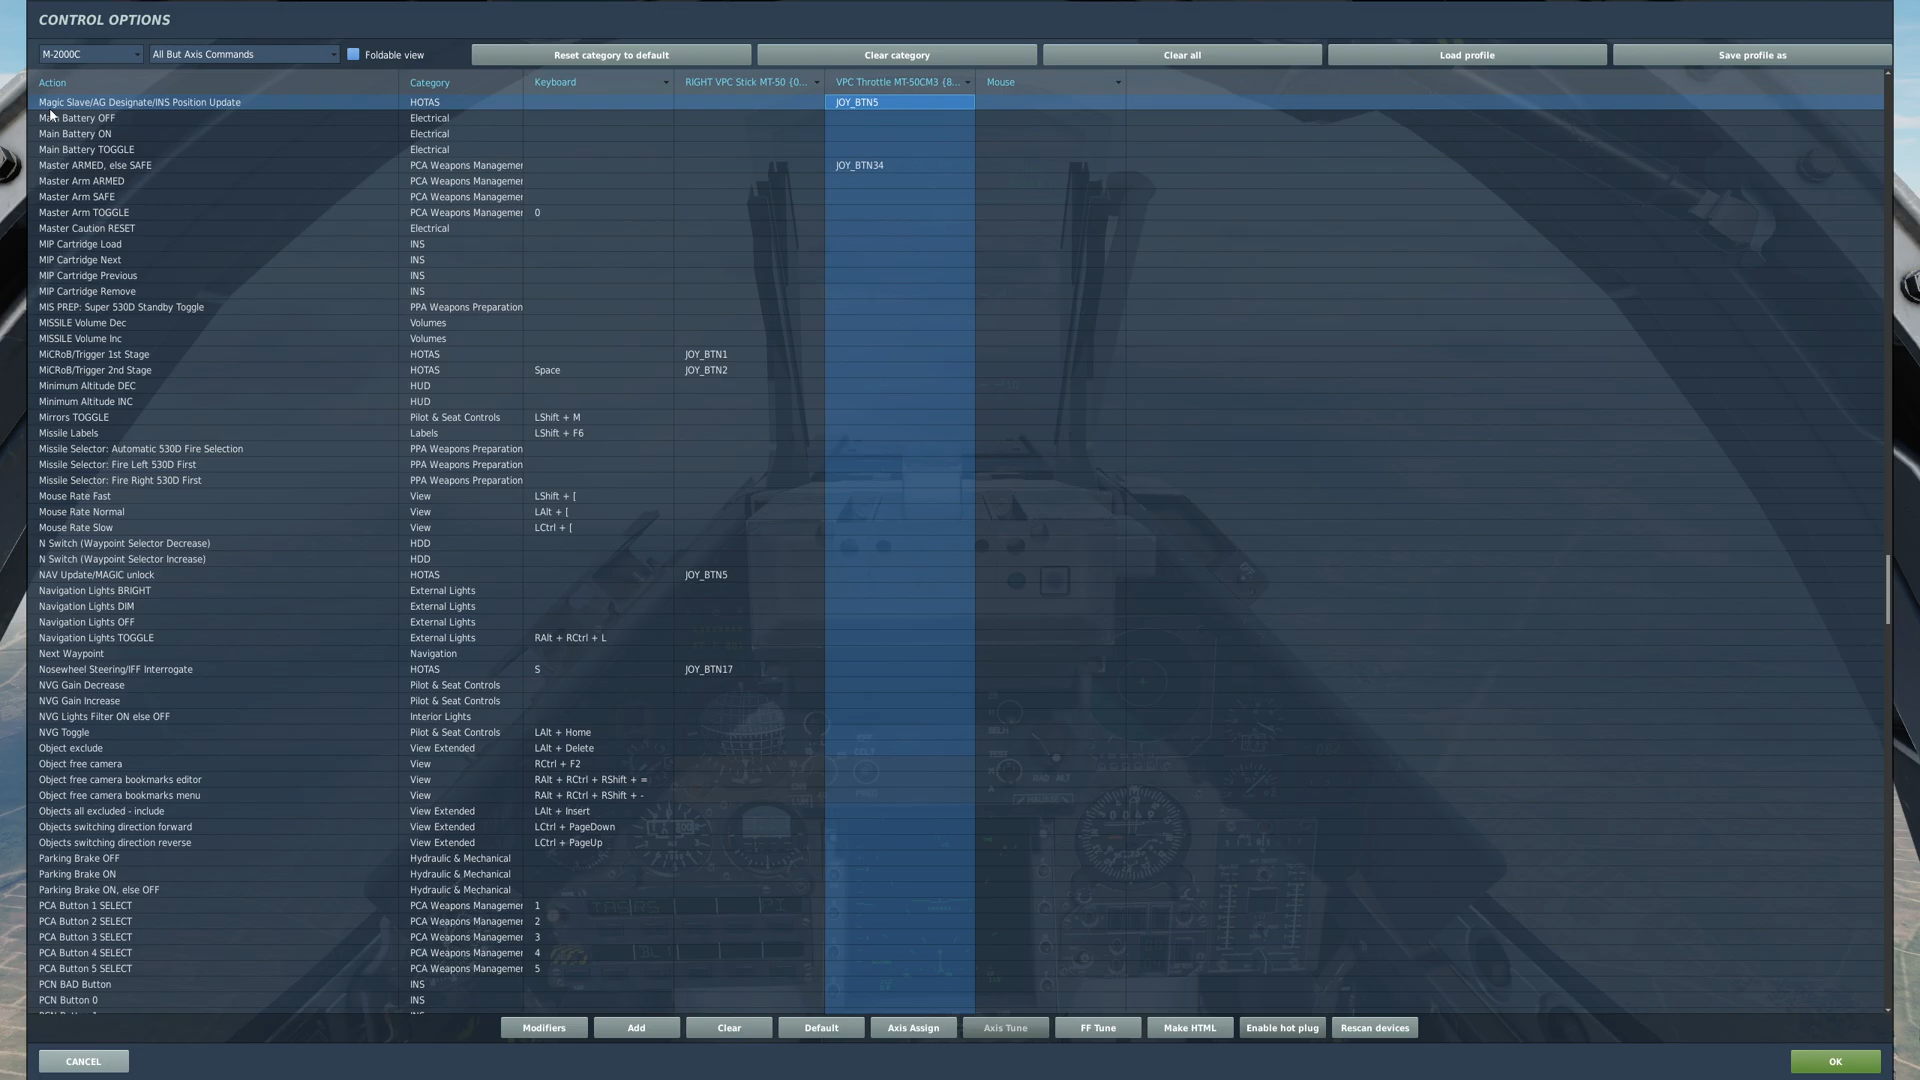 CONTROL OPTIONS
M-2000C All But Axis Commands Foldable view Reset category to default Clear category Clear all Load profile Save profile as
Action Category Keyboard RIGHT VPC Stick MT-50 {0... VPC Throttle MT-50CM3 {8... Mouse
Magic Slave/AG Designate/INS Position Update HOTAS JOY_BTN5
Main Battery OFF Electrical
Main Battery ON Electrical
Main Battery TOGGLE Electrical
Master ARMED, else SAFE PCA Weapons Managemer JOY_BTN34
Master Arm ARMED PCA Weapons Managemer
Master Arm SAFE PCA Weapons Managemer
Master Arm TOGGLE PCA Weapons Managemer 0
Master Caution RESET Electrical
MIP Cartridge Load INS
MIP Cartridge Next INS
MIP Cartridge Previous INS
MIP Cartridge Remove INS
MIS PREP: Super 530D Standby Toggle PPA Weapons Preparation
MISSILE Volume Dec Volumes
MISSILE Volume Inc Volumes
MiCRoB/Trigger 1st Stage HOTAS JOY_BTN1
MiCRoB/Trigger 2nd Stage HOTAS Space JOY_BTN2
Minimum Altitude DEC HUD
Minimum Altitude INC HUD
Mirrors TOGGLE Pilot & Seat Controls LShift + M
Missile Labels Labels LShift + F6
Missile Selector: Automatic 530D Fire Selection PPA Weapons Preparation
Missile Selector: Fire Left 530D First PPA Weapons Preparation
Missile Selector: Fire Right 530D First PPA Weapons Preparation
Mouse Rate Fast View LShift + [
Mouse Rate Normal View LAlt + [
Mouse Rate Slow View LCtrl + [
N Switch (Waypoint Selector Decrease) HDD
N Switch (Waypoint Selector Increase) HDD
NAV Update/MAGIC unlock HOTAS JOY_BTN5
Navigation Lights BRIGHT External Lights
Navigation Lights DIM External Lights
Navigation Lights OFF External Lights
Navigation Lights TOGGLE External Lights RAlt + RCtrl + L
Next Waypoint Navigation
Nosewheel Steering/IFF Interrogate HOTAS S JOY_BTN17
NVG Gain Decrease Pilot & Seat Controls
NVG Gain Increase Pilot & Seat Controls
NVG Lights Filter ON else OFF Interior Lights
NVG Toggle Pilot & Seat Controls LAlt + Home
Object exclude View Extended LAlt + Delete
Object free camera View RCtrl + F2
Object free camera bookmarks editor View RAlt + RCtrl + RShift + =
Object free camera bookmarks menu View RAlt + RCtrl + RShift + -
Objects all excluded - include View Extended LAlt + Insert
Objects switching direction forward View Extended LCtrl + PageDown
Objects switching direction reverse View Extended LCtrl + PageUp
Parking Brake OFF Hydraulic & Mechanical
Parking Brake ON Hydraulic & Mechanical
Parking Brake ON, else OFF Hydraulic & Mechanical
PCA Button 1 SELECT PCA Weapons Managemer 1
PCA Button 2 SELECT PCA Weapons Managemer 2
PCA Button 3 SELECT PCA Weapons Managemer 3
PCA Button 4 SELECT PCA Weapons Managemer 4
PCA Button 5 SELECT PCA Weapons Managemer 5
PCN BAD Button INS
PCN Button 0 INS
Modifiers Add Clear Default Axis Assign Axis Tune FF Tune Make HTML Enable hot plug Rescan devices
CANCEL OK